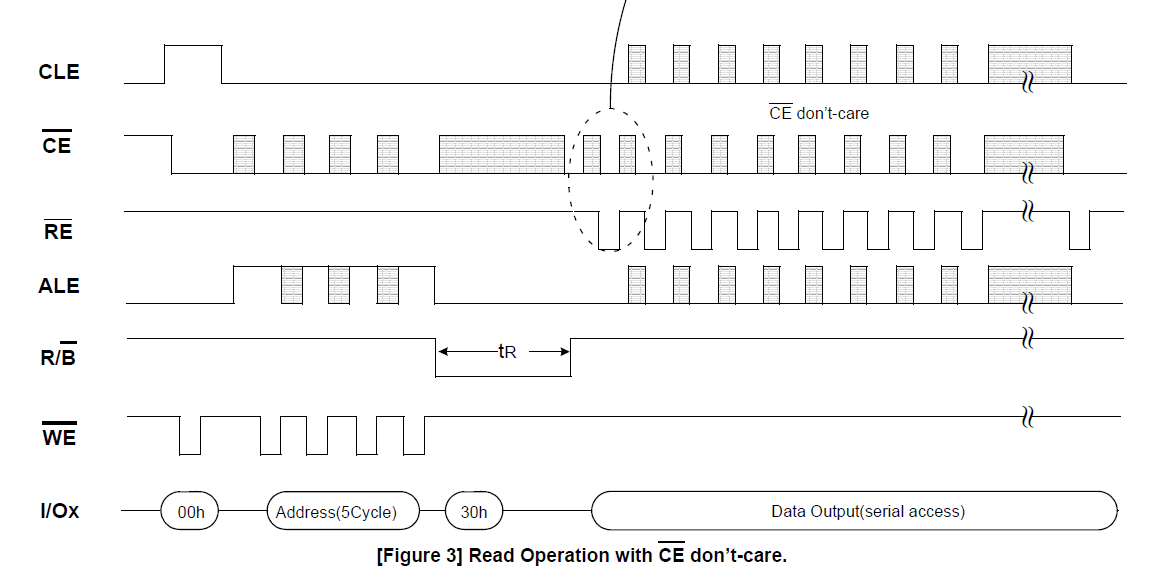 CLE
CE don't-care
CE
RE
ALE
R/B
tR
WE
I/Ox
00h
Address(5Cycle)
30h
Data Output(serial access)
[Figure 3] Read Operation with CE don't-care.